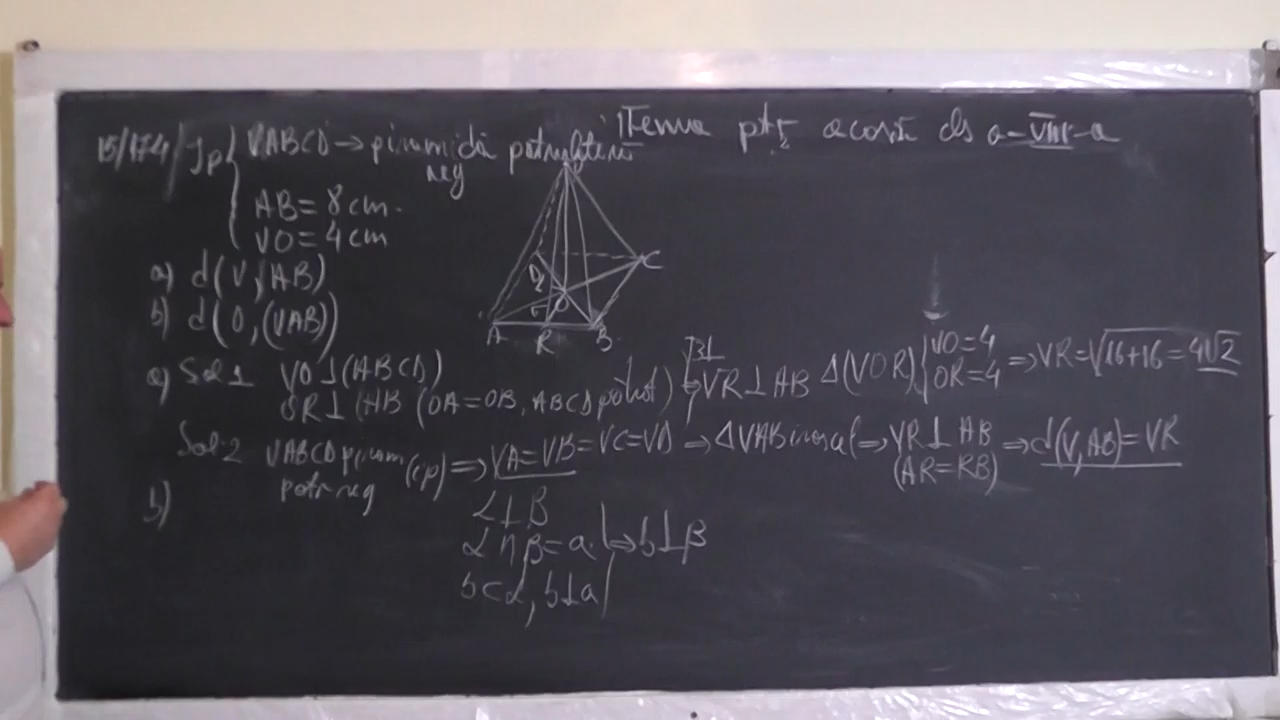 Tema pt acasă cls a-VIII-a
15/174/ Ip { VABCD → piramidă patrulateră
reg
AB = 8 cm.
VO = 4 cm
a) d(V, AB)
b) d(O, (VAB))
V
D
C
O
A
R
B
a) Sol 1 VO ⊥ (ABCD)
OR ⊥ AB (OA=OB, ABCD pătrat) } T3⊥ ⇒ VR ⊥ AB Δ(VOR) { VO=4
OR=4 ⇒ VR = √16+16 = 4√2
Sol 2 VABCD piram (ip) ⇒ VA=VB=VC=VD ⇒ ΔVAB isoscel ⇒ VR ⊥ AB ⇒ d(V, AB) = VR
patr reg (AR=RB)
b)
α ⊥ β
α ∩ β = a | ⇒ b ⊥ β
b ⊂ α, b ⊥ a